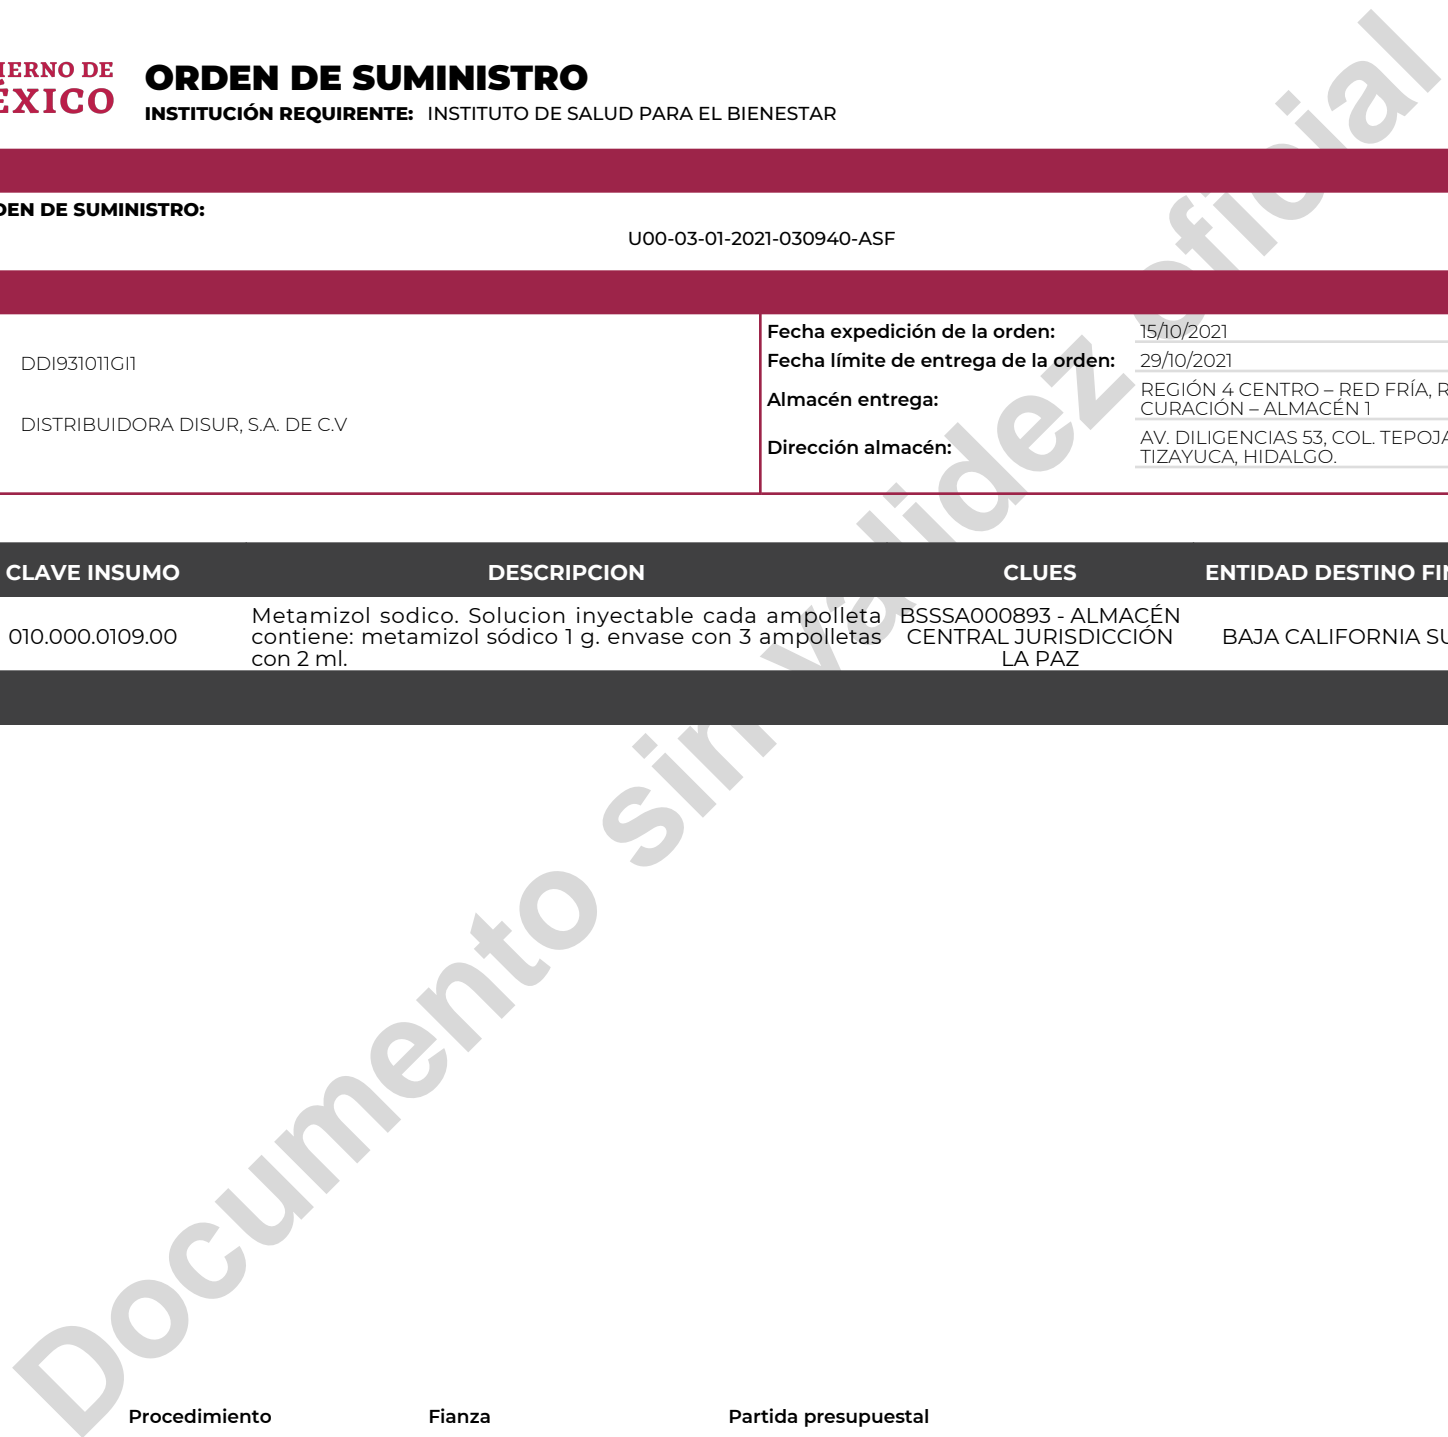 IERNO DE
ÉXICO
ORDEN DE SUMINISTRO
INSTITUCIÓN REQUIRENTE: INSTITUTO DE SALUD PARA EL BIENESTAR
DEN DE SUMINISTRO:
U00-03-01-2021-030940-ASF
DDI931011GI1
DISTRIBUIDORA DISUR, S.A. DE C.V
Fecha expedición de la orden: 15/10/2021
Fecha límite de entrega de la orden: 29/10/2021
Almacén entrega: REGIÓN 4 CENTRO – RED FRÍA, R
CURACIÓN – ALMACÉN 1
Dirección almacén: AV. DILIGENCIAS 53, COL. TEPOJA
TIZAYUCA, HIDALGO.
CLAVE INSUMO DESCRIPCION CLUES ENTIDAD DESTINO FIN
010.000.0109.00
Metamizol sodico. Solucion inyectable cada ampolleta
contiene: metamizol sódico 1 g. envase con 3 ampolletas
con 2 ml.
BSSSA000893 - ALMACÉN
CENTRAL JURISDICCIÓN
LA PAZ
BAJA CALIFORNIA SU
Documento sin validez oficial
Procedimiento Fianza Partida presupuestal